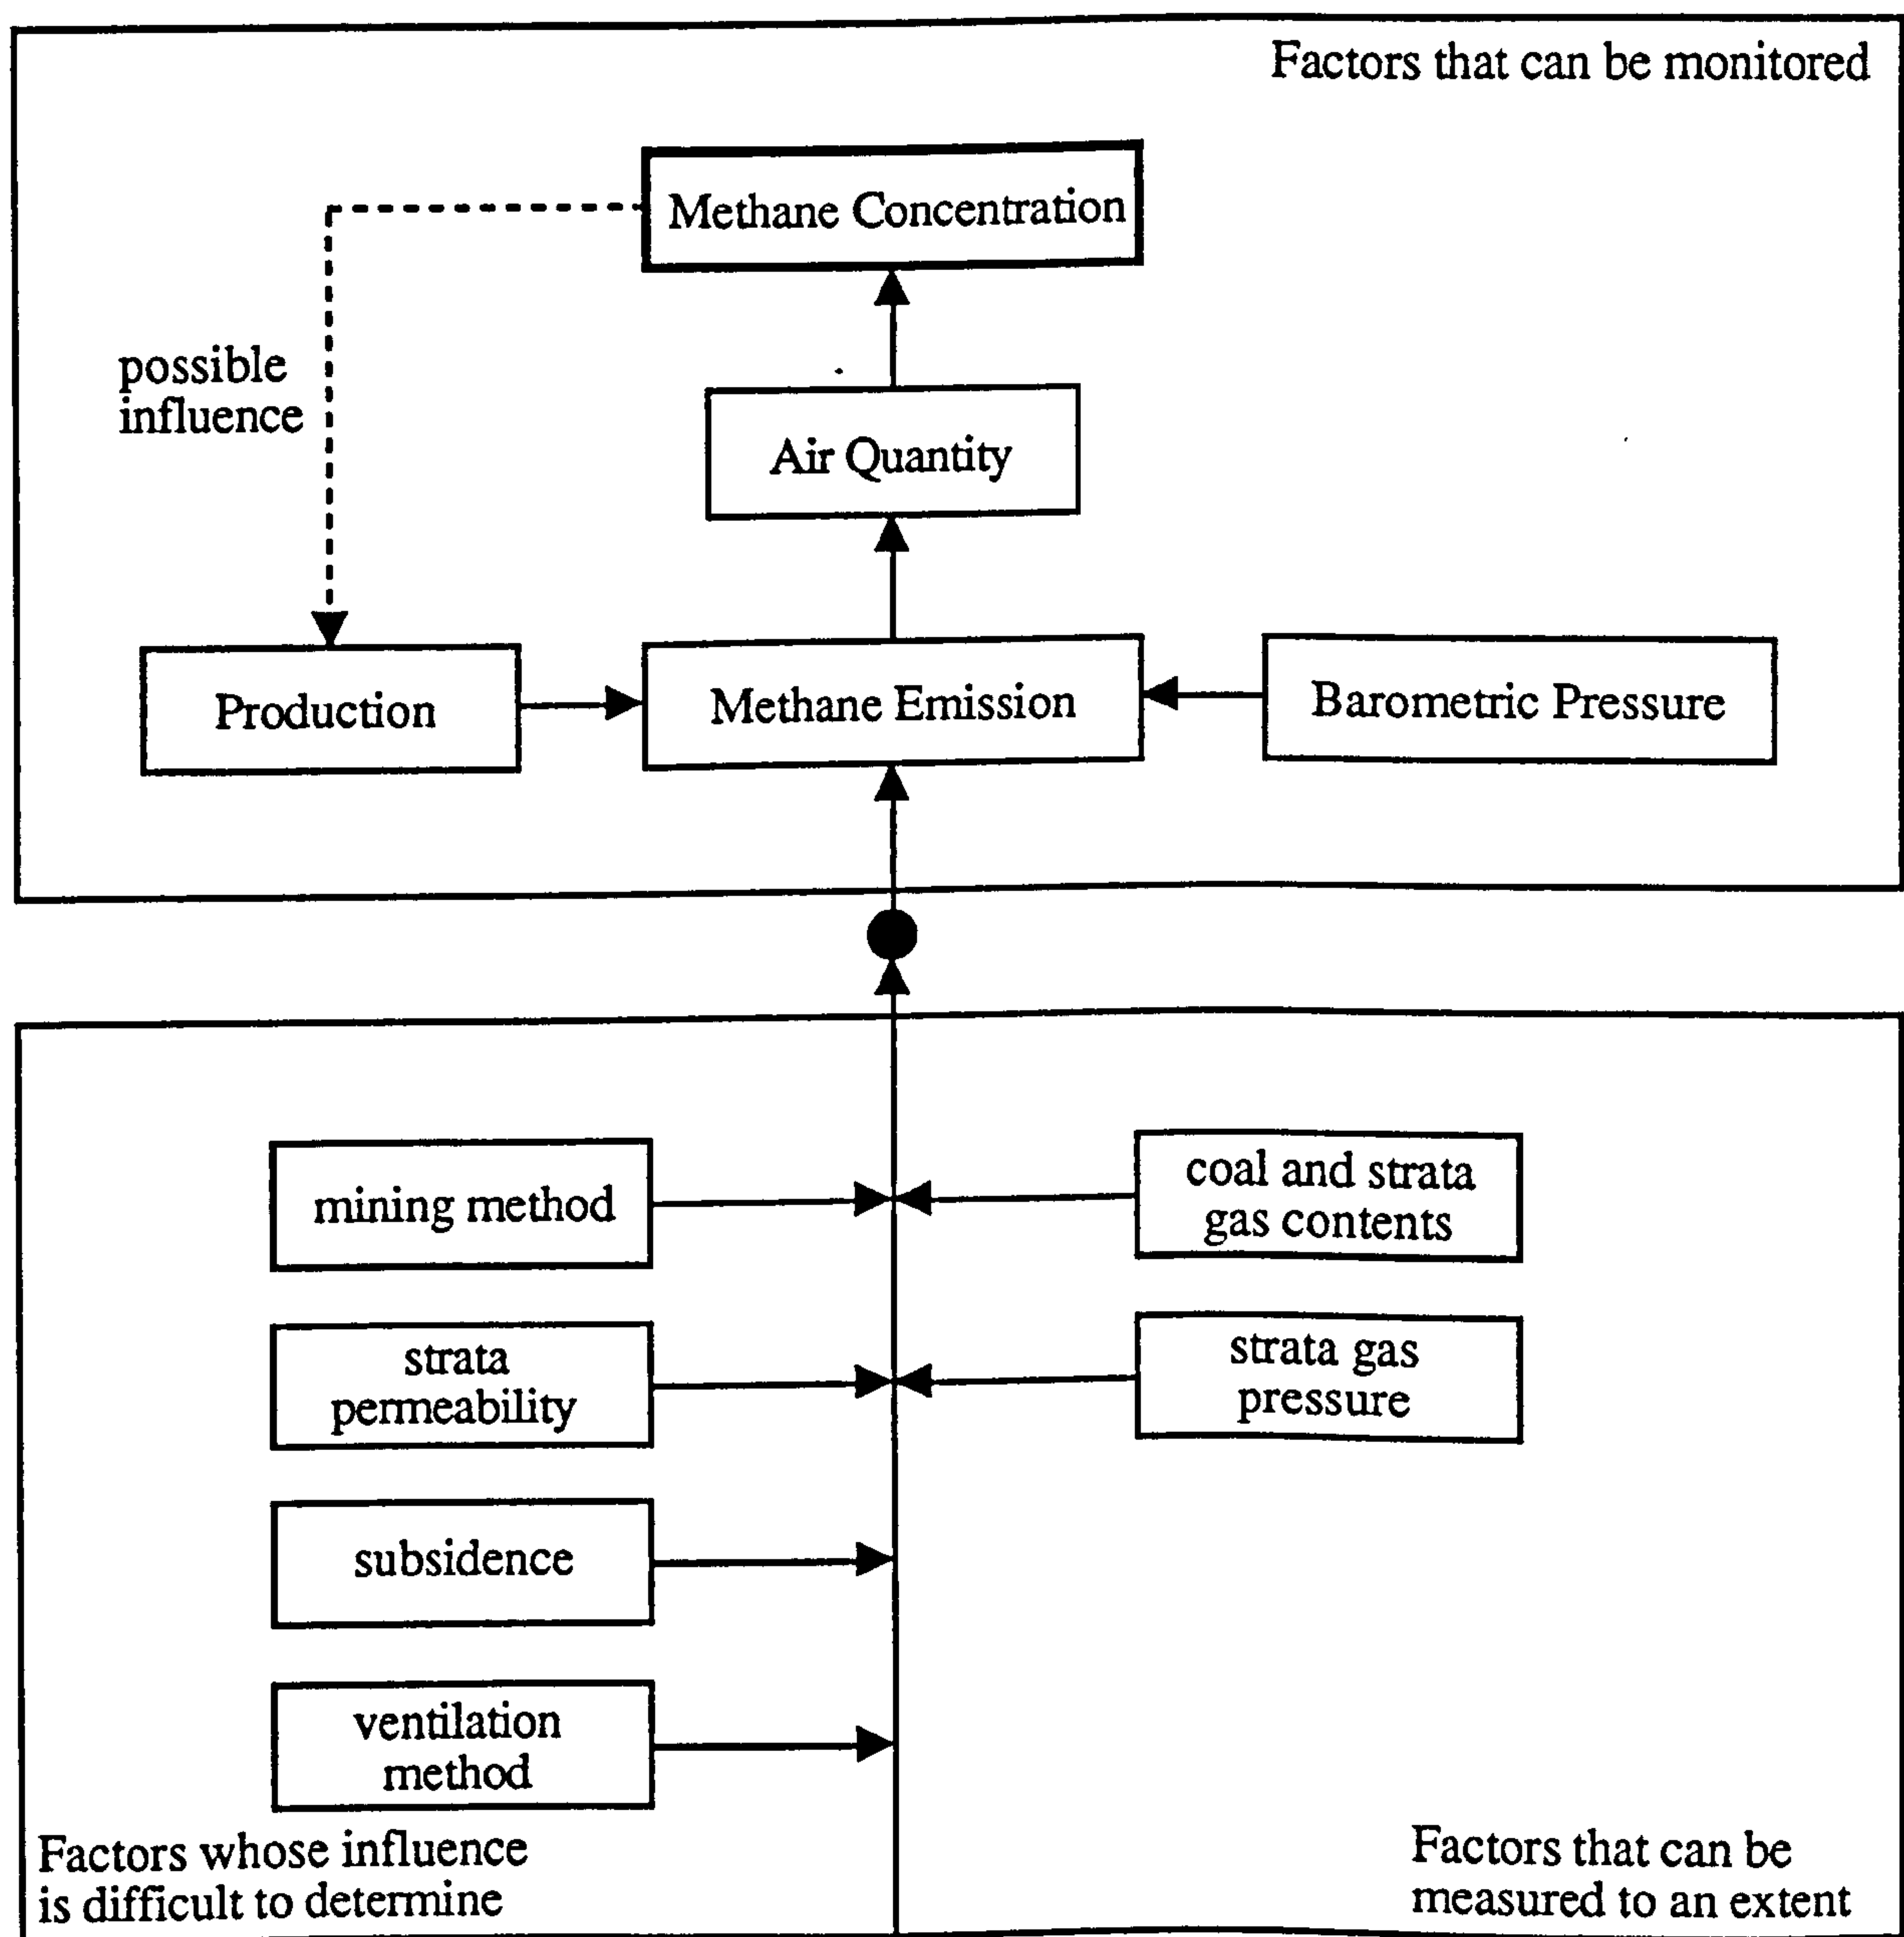 Factors that can be monitored
Methane Concentration
possible
influence
Air Quantity
Production
Methane Emission
Barometric Pressure
mining method
coal and strata
gas contents
strata
permeability
strata gas
pressure
subsidence
ventilation
method
Factors whose influence
is difficult to determine
Factors that can be
measured to an extent